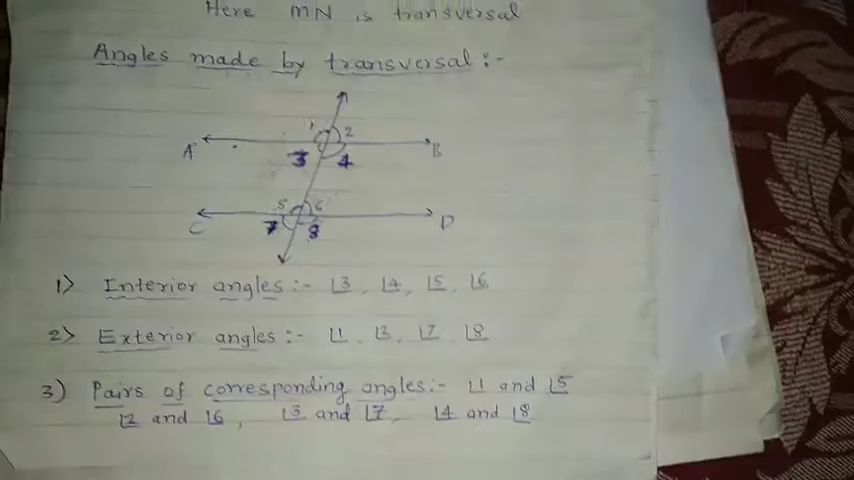 Here MN is transversal
Angles made by transversal :-
1 2
A B
3 4
5 6
C D
7 8
1) Interior angles :- ∠3, ∠4, ∠5, ∠6
2) Exterior angles :- ∠1, ∠3, ∠7, ∠8
3) Pairs of corresponding angles :- ∠1 and ∠5
∠2 and ∠6, ∠3 and ∠7, ∠4 and ∠8